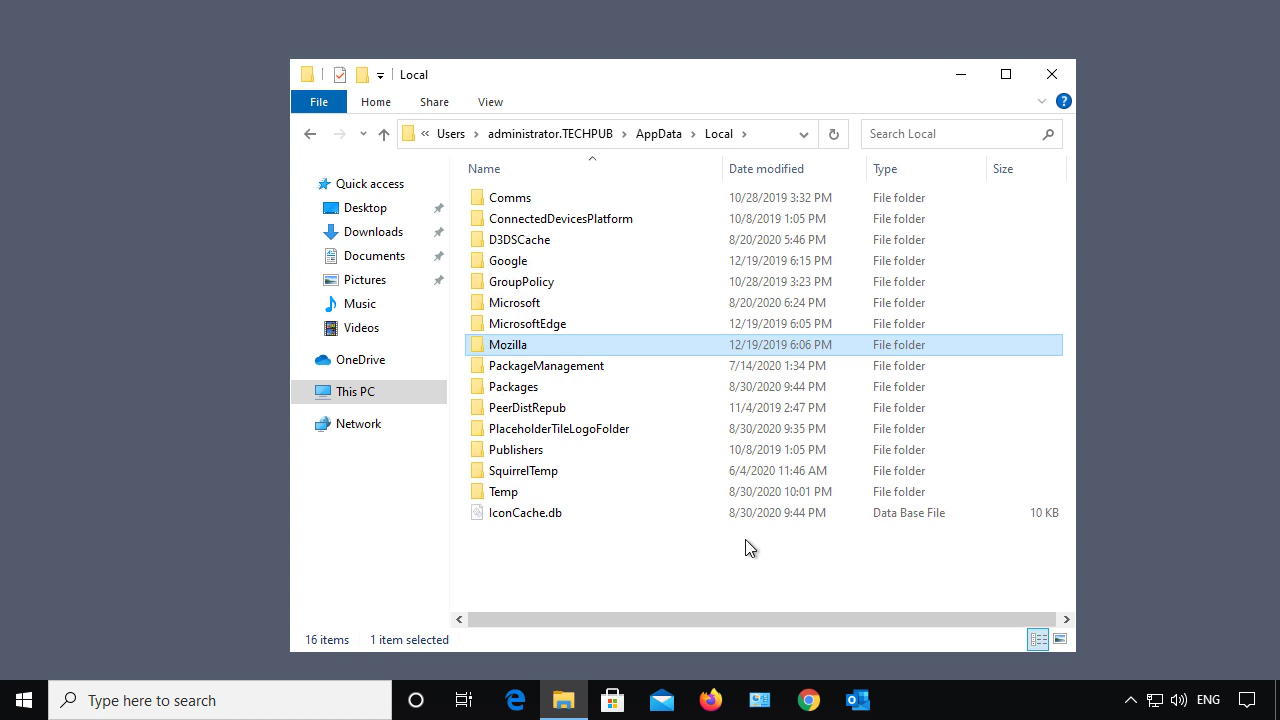 Local
File Home Share View
Users administrator.TECHPUB AppData Local
Search Local
Name Date modified Type Size
Quick access
Desktop
Downloads
Documents
Pictures
Music
Videos
OneDrive
This PC
Network
Comms 10/28/2019 3:32 PM File folder
ConnectedDevicesPlatform 10/8/2019 1:05 PM File folder
D3DSCache 8/20/2020 5:46 PM File folder
Google 12/19/2019 6:15 PM File folder
GroupPolicy 10/28/2019 3:23 PM File folder
Microsoft 8/20/2020 6:24 PM File folder
MicrosoftEdge 12/19/2019 6:05 PM File folder
Mozilla 12/19/2019 6:06 PM File folder
PackageManagement 7/14/2020 1:34 PM File folder
Packages 8/30/2020 9:44 PM File folder
PeerDistRepub 11/4/2019 2:47 PM File folder
PlaceholderTileLogoFolder 8/30/2020 9:35 PM File folder
Publishers 10/8/2019 1:05 PM File folder
SquirrelTemp 6/4/2020 11:46 AM File folder
Temp 8/30/2020 10:01 PM File folder
IconCache.db 8/30/2020 9:44 PM Data Base File 10 KB
16 items 1 item selected
Type here to search
ENG